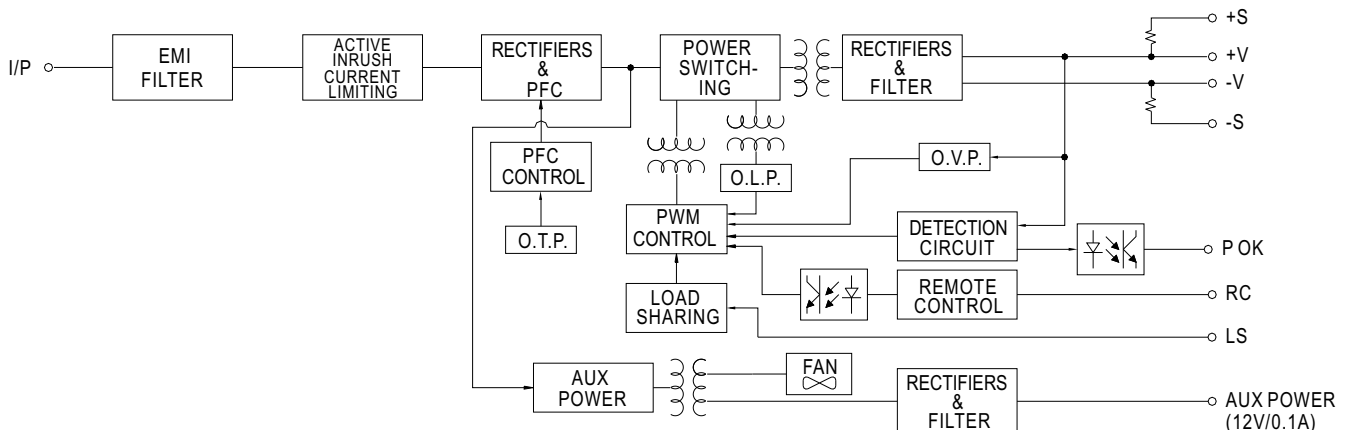 I/P
EMI
FILTER
ACTIVE
INRUSH
CURRENT
LIMITING
RECTIFIERS
&
PFC
POWER
SWITCH-
ING
RECTIFIERS
&
FILTER
+S
+V
-V
-S
PFC
CONTROL
O.T.P.
O.L.P.
O.V.P.
PWM
CONTROL
DETECTION
CIRCUIT
P OK
LOAD
SHARING
REMOTE
CONTROL
RC
LS
AUX
POWER
FAN
RECTIFIERS
&
FILTER
AUX POWER
(12V/0.1A)